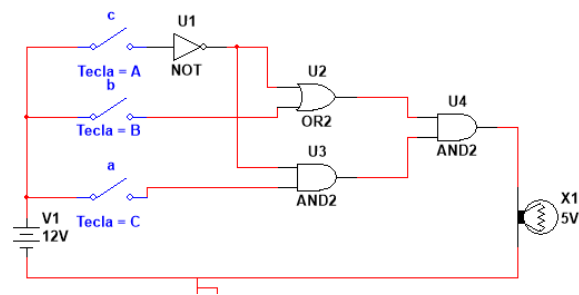 c
U1
Tecla = A
NOT
b
U2
U4
Tecla = B
OR2
a
U3
AND2
AND2
Tecla = C
V1
12V
X1
5V